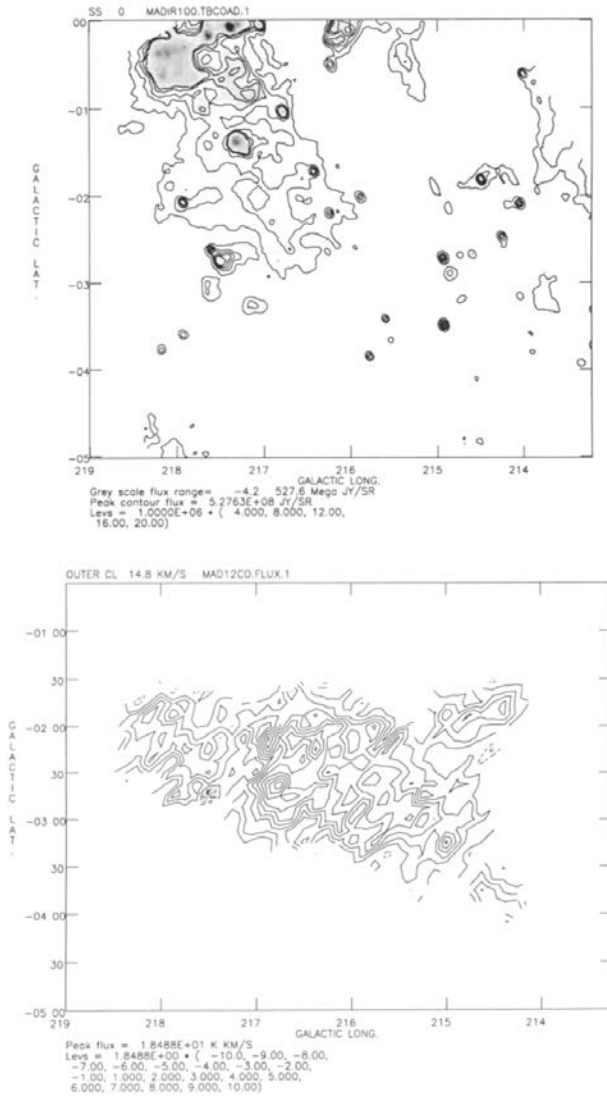 SS 0 MADIR100.TBCOAD.1
00
-01
-02
-03
-04
-05
GALACTIC LAT.
219 218 217 216 215 214
GALACTIC LONG.
Grey scale flux range= -4.2 527.6 Mega JY/SR
Peak contour flux = 5.2763E+08 JY/SR
Levs = 1.0000E+06 * ( 4.000, 8.000, 12.00,
16.00, 20.00)
OUTER CL 14.8 KM/S MAD12CO.FLUX.1
-01 00
30
-02 00
30
-03 00
30
-04 00
30
-05 00
GALACTIC LAT.
219 218 217 216 215 214
GALACTIC LONG.
Peak flux = 1.8488E+01 K KM/S
Levs = 1.8488E+00 * ( -10.0, -9.00, -8.00,
-7.00, -6.00, -5.00, -4.00, -3.00, -2.00,
-1.00, 1.000, 2.000, 3.000, 4.000, 5.000,
6.000, 7.000, 8.000, 9.000, 10.00)